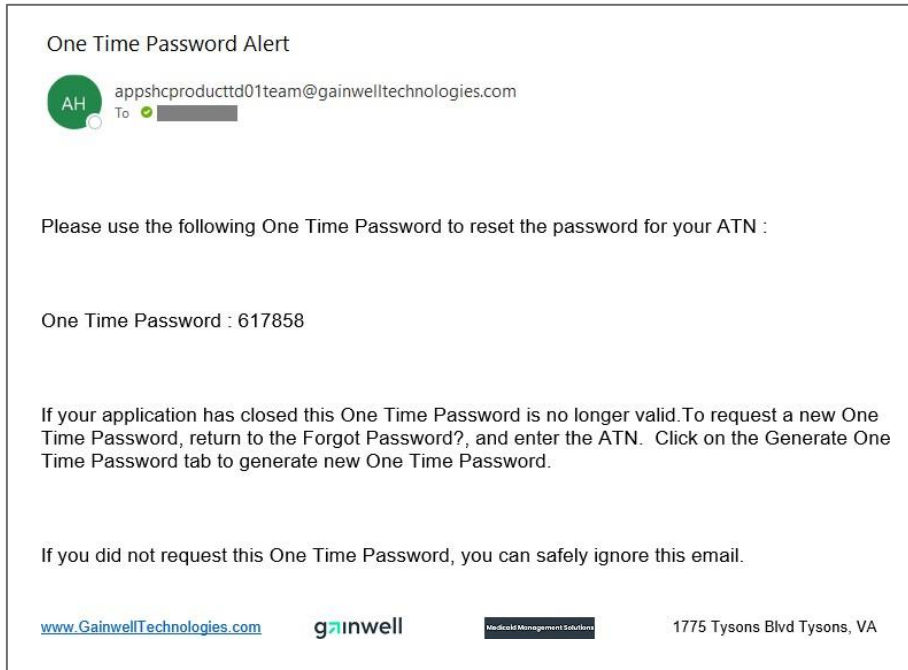 One Time Password Alert
AH
appshcproducttd01team@gainwelltechnologies.com
To
Please use the following One Time Password to reset the password for your ATN :
One Time Password : 617858
If your application has closed this One Time Password is no longer valid.To request a new One
Time Password, return to the Forgot Password?, and enter the ATN.  Click on the Generate One
Time Password tab to generate new One Time Password.
If you did not request this One Time Password, you can safely ignore this email.
www.GainwellTechnologies.com
gainwell
Medicaid Management Solutions
1775 Tysons Blvd Tysons, VA